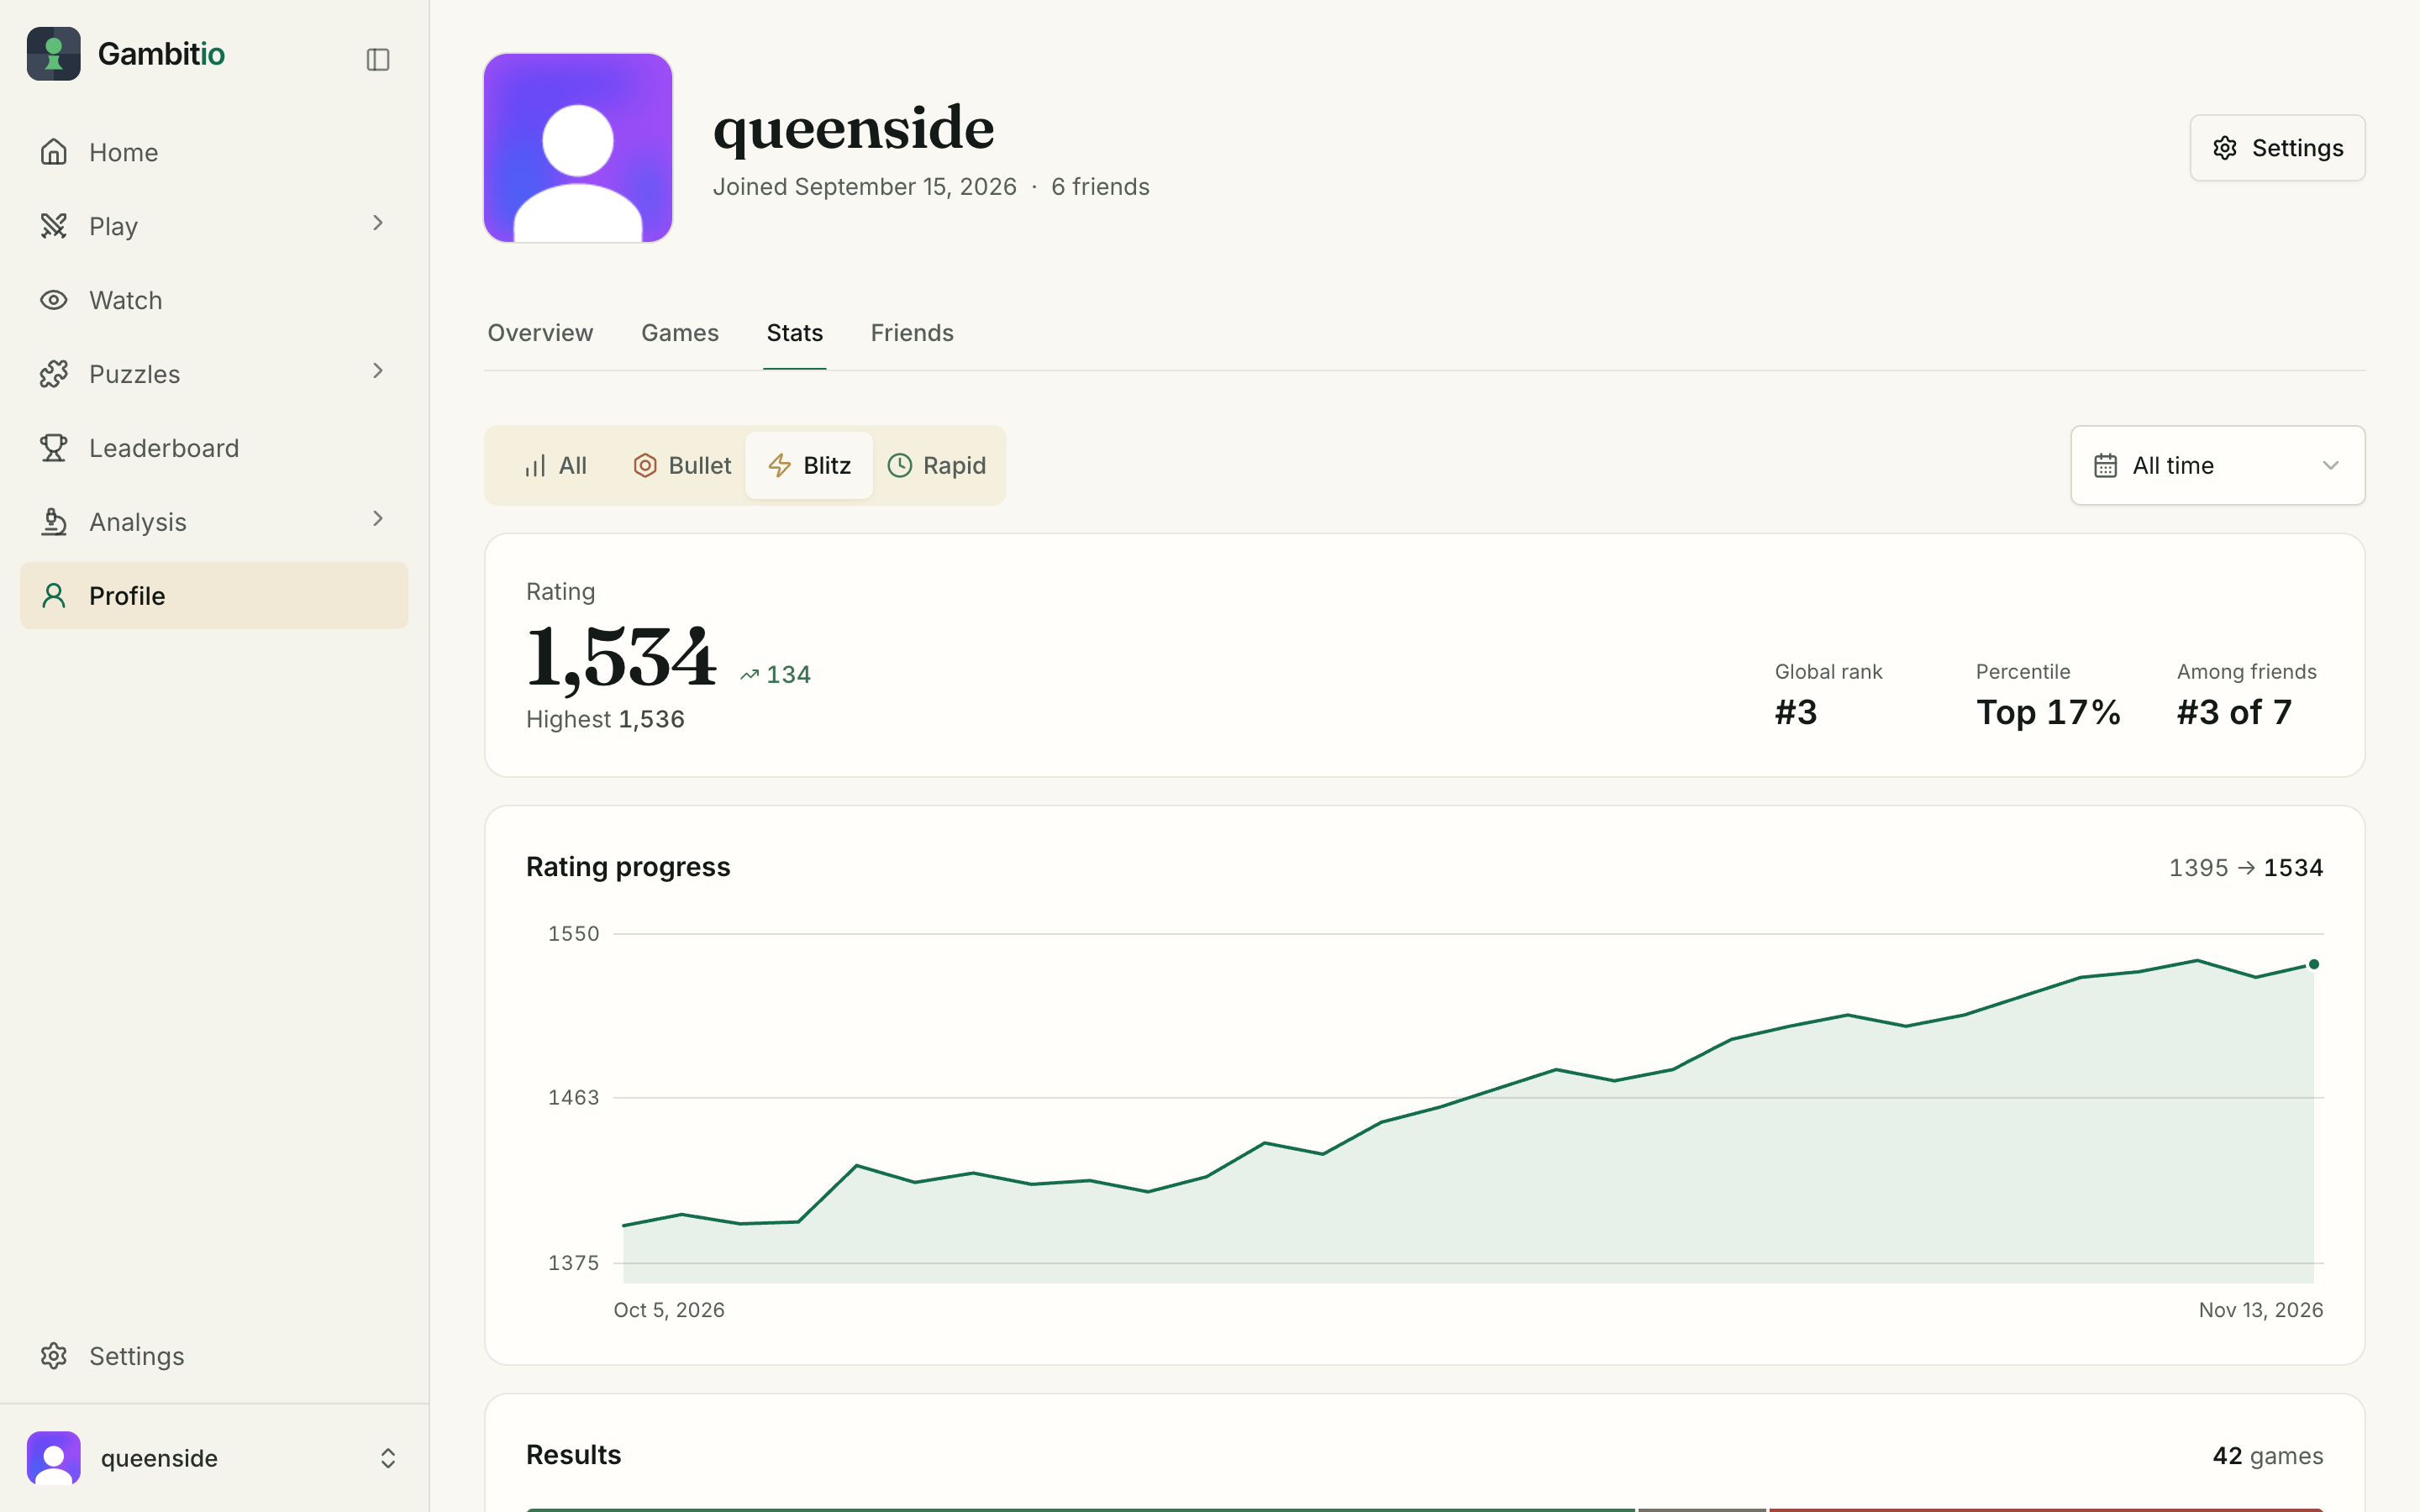 Gambitio
Home
Play
Watch
Puzzles
Leaderboard
Analysis
Profile
Settings
queenside
queenside
Joined September 15, 2026 · 6 friends
Settings
Overview Games Stats Friends
All Bullet Blitz Rapid
All time
Rating
1,534 134
Highest 1,536
Global rank
#3
Percentile
Top 17%
Among friends
#3 of 7
Rating progress
1395 → 1534
1550
1463
1375
Oct 5, 2026
Nov 13, 2026
Results
42 games